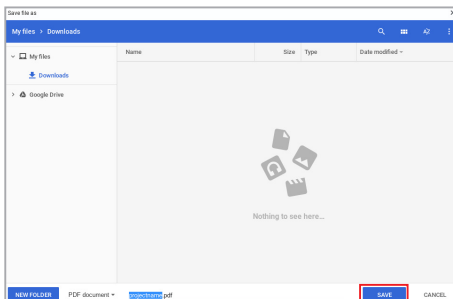 Save file as X
My files > Downloads AZ
My files
Downloads
Google Drive
Name Size Type Date modified
Nothing to see here...
NEW FOLDER PDF document projectname.pdf SAVE CANCEL